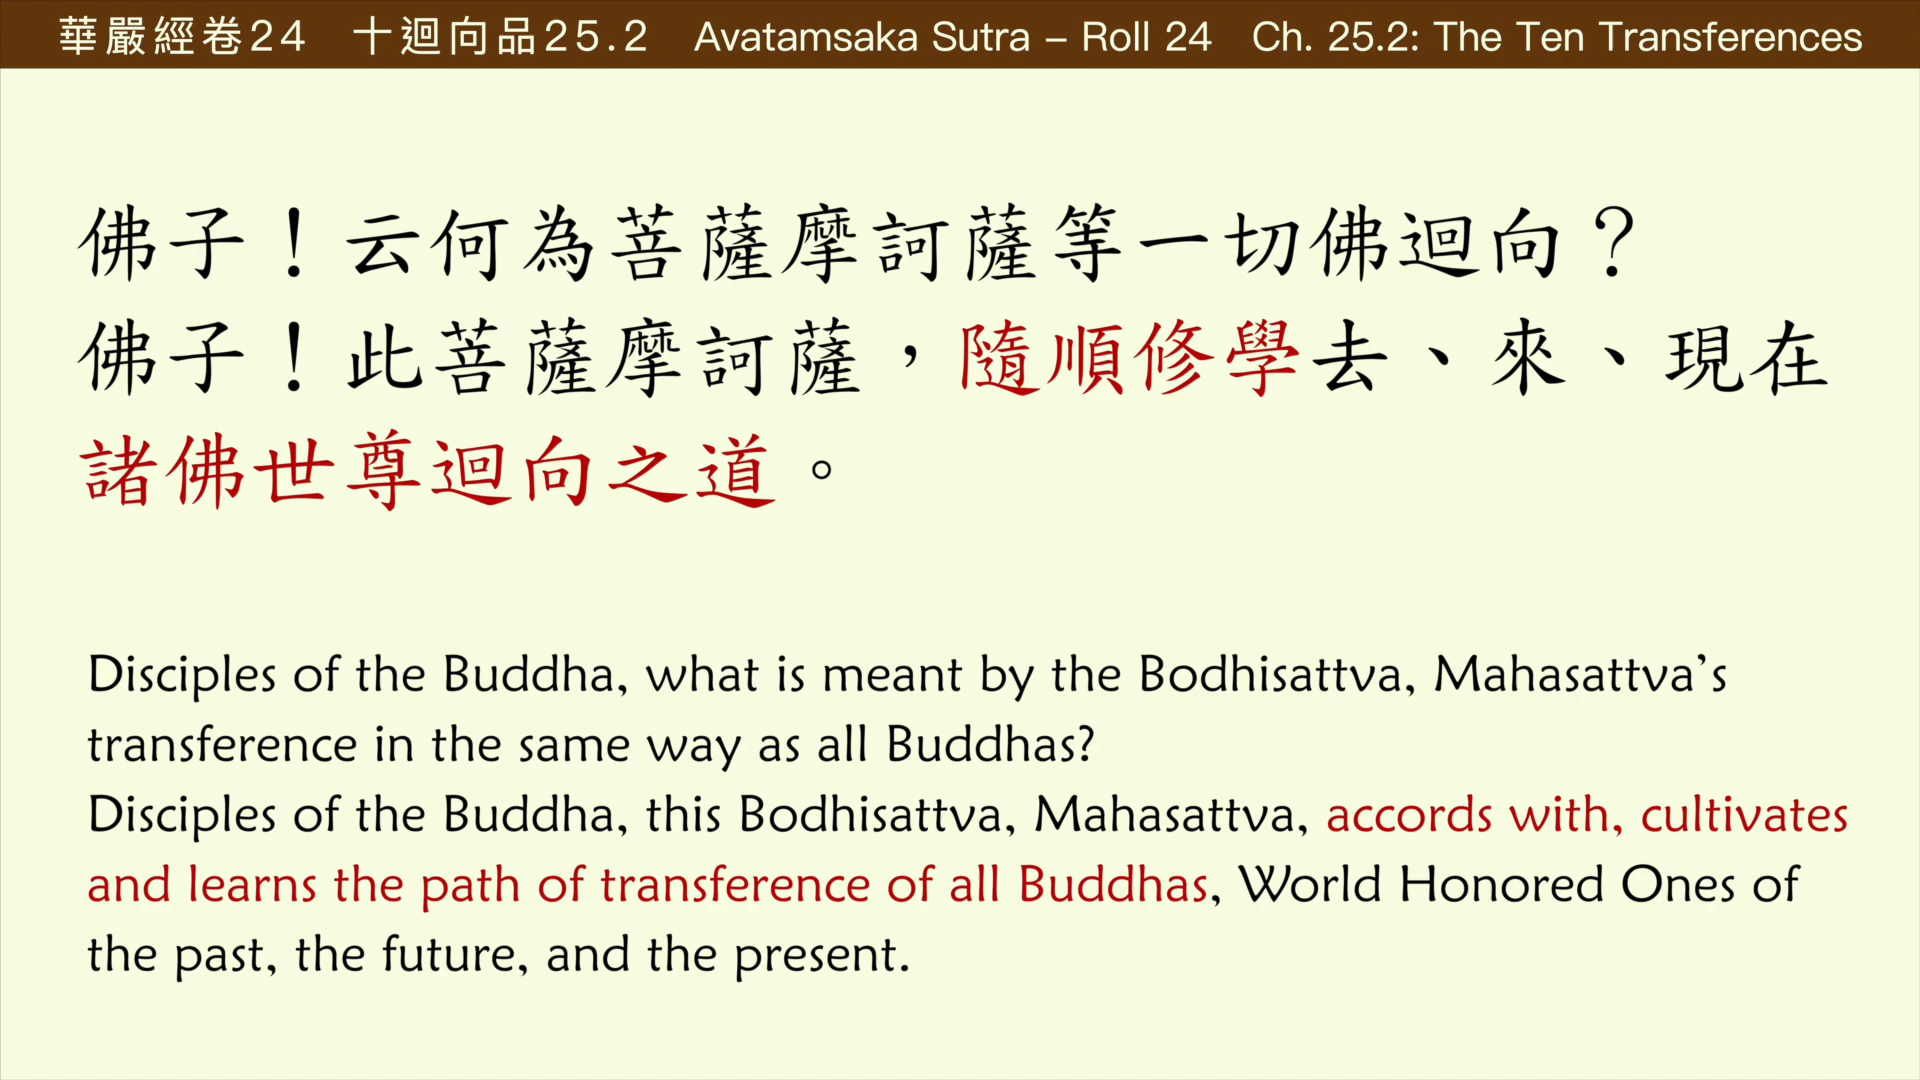 華嚴經卷24 十迴向品25.2 Avatamsaka Sutra – Roll 24 Ch. 25.2: The Ten Transferences
佛子！云何為菩薩摩訶薩等一切佛迴向？
佛子！此菩薩摩訶薩，隨順修學去、來、現在
諸佛世尊迴向之道。
Disciples of the Buddha, what is meant by the Bodhisattva, Mahasattva’s
transference in the same way as all Buddhas?
Disciples of the Buddha, this Bodhisattva, Mahasattva, accords with, cultivates
and learns the path of transference of all Buddhas, World Honored Ones of
the past, the future, and the present.